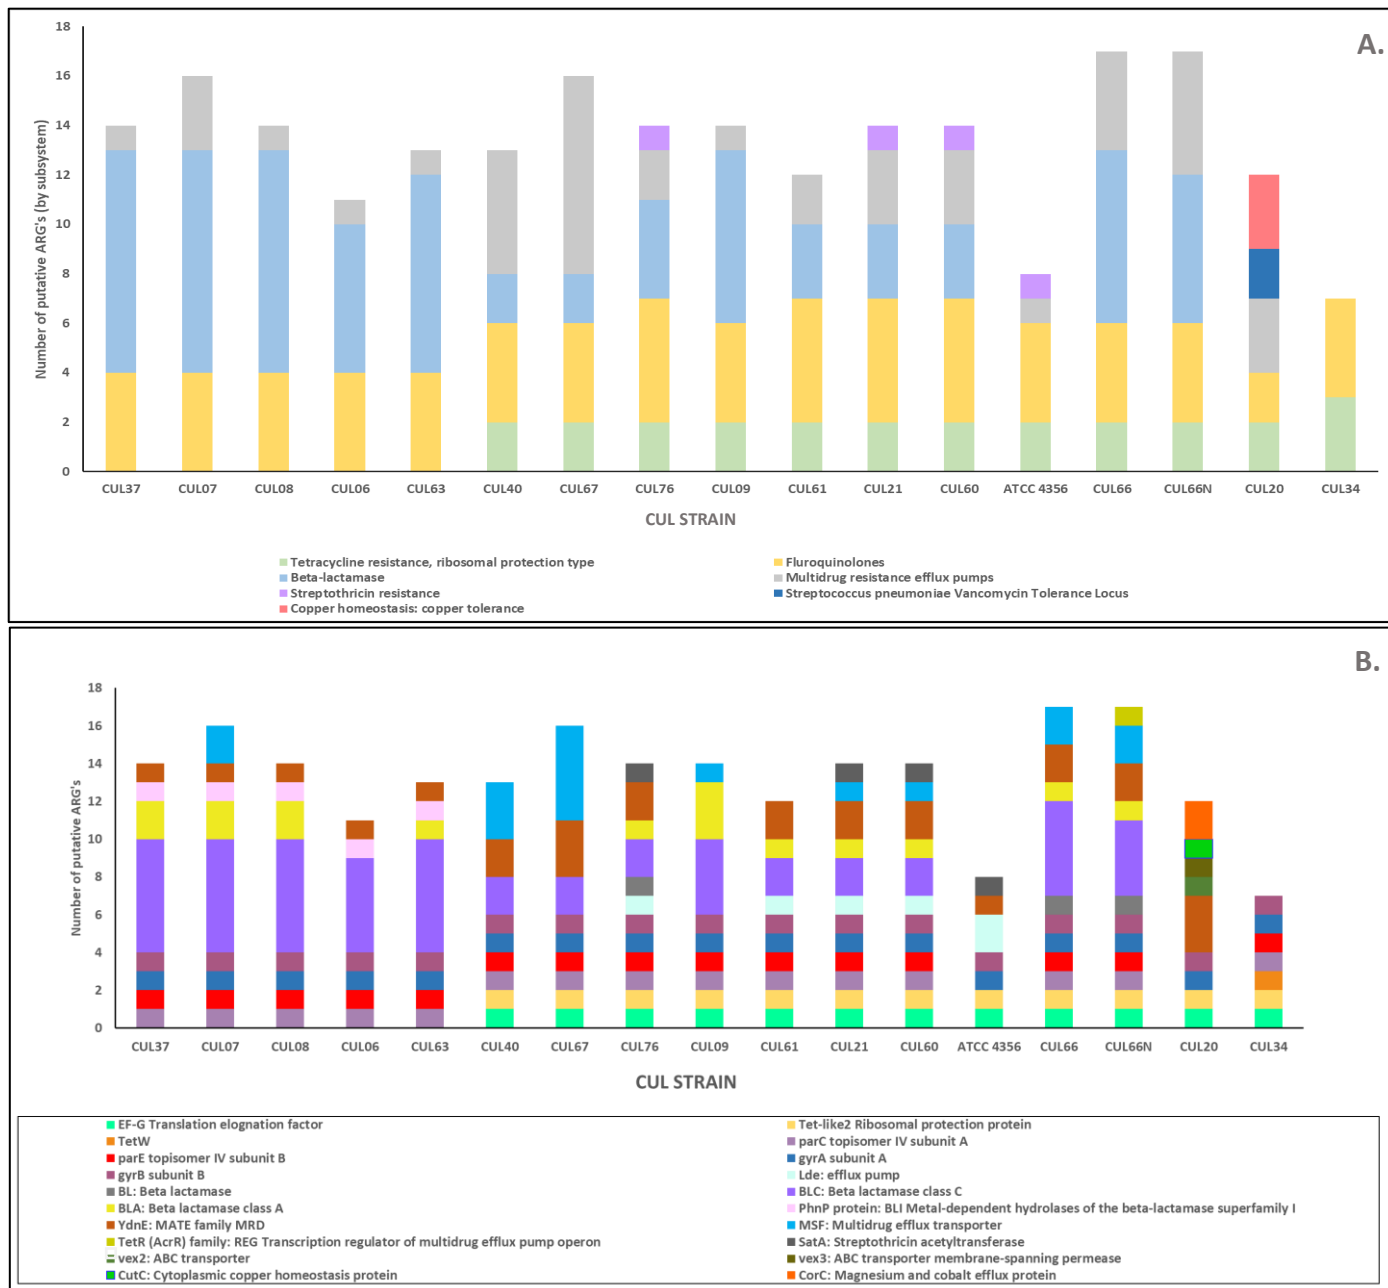 A.
Number of putative ARG's (by subsystem)
18
16
14
12
10
8
6
4
2
0
CUL37 CUL07 CUL08 CUL06 CUL63 CUL40 CUL67 CUL76 CUL09 CUL61 CUL21 CUL60 ATCC 4356 CUL66 CUL66N CUL20 CUL34
CUL STRAIN
Tetracycline resistance, ribosomal protection type Fluroquinolones
Beta-lactamase Multidrug resistance efflux pumps
Streptothricin resistance Streptococcus pneumoniae Vancomycin Tolerance Locus
Copper homeostasis: copper tolerance
B.
Number of putative ARG's
18
16
14
12
10
8
6
4
2
0
CUL37 CUL07 CUL08 CUL06 CUL63 CUL40 CUL67 CUL76 CUL09 CUL61 CUL21 CUL60 ATCC 4356 CUL66 CUL66N CUL20 CUL34
CUL STRAIN
EF-G Translation elognation factor Tet-like2 Ribosomal protection protein
TetW parC topisomer IV subunit A
parE topisomer IV subunit B gyrA subunit A
gyrB subunit B Lde: efflux pump
BL: Beta lactamase BLC: Beta lactamase class C
BLA: Beta lactamase class A PhnP protein: BLI Metal-dependent hydrolases of the beta-lactamase superfamily I
YdnE: MATE family MRD MSF: Multidrug efflux transporter
TetR (AcrR) family: REG Transcription regulator of multidrug efflux pump operon SatA: Streptothricin acetyltransferase
vex2: ABC transporter vex3: ABC transporter membrane-spanning permease
CutC: Cytoplasmic copper homeostasis protein CorC: Magnesium and cobalt efflux protein